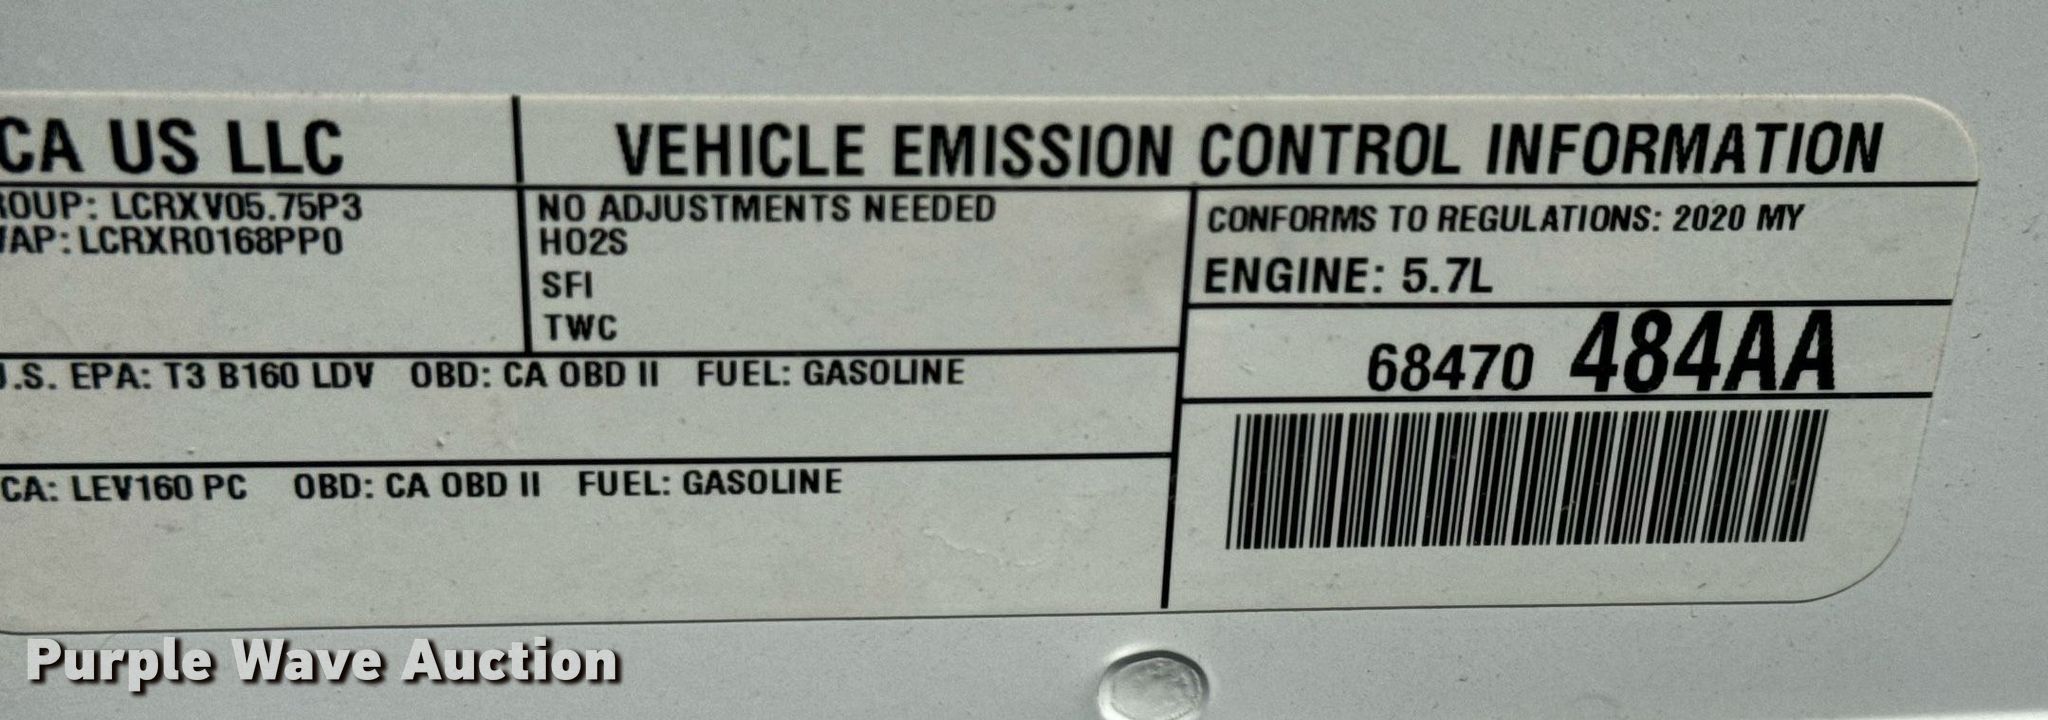 CA US LLC
VEHICLE EMISSION CONTROL INFORMATION
ROUP: LCRXV05.75P3
VAP: LCRXR0168PP0
NO ADJUSTMENTS NEEDED
HO2S
SFI
TWC
CONFORMS TO REGULATIONS: 2020 MY
ENGINE: 5.7L
68470 484AA
U.S. EPA: T3 B160 LDV OBD: CA OBD II FUEL: GASOLINE
CA: LEV160 PC OBD: CA OBD II FUEL: GASOLINE
Purple Wave Auction